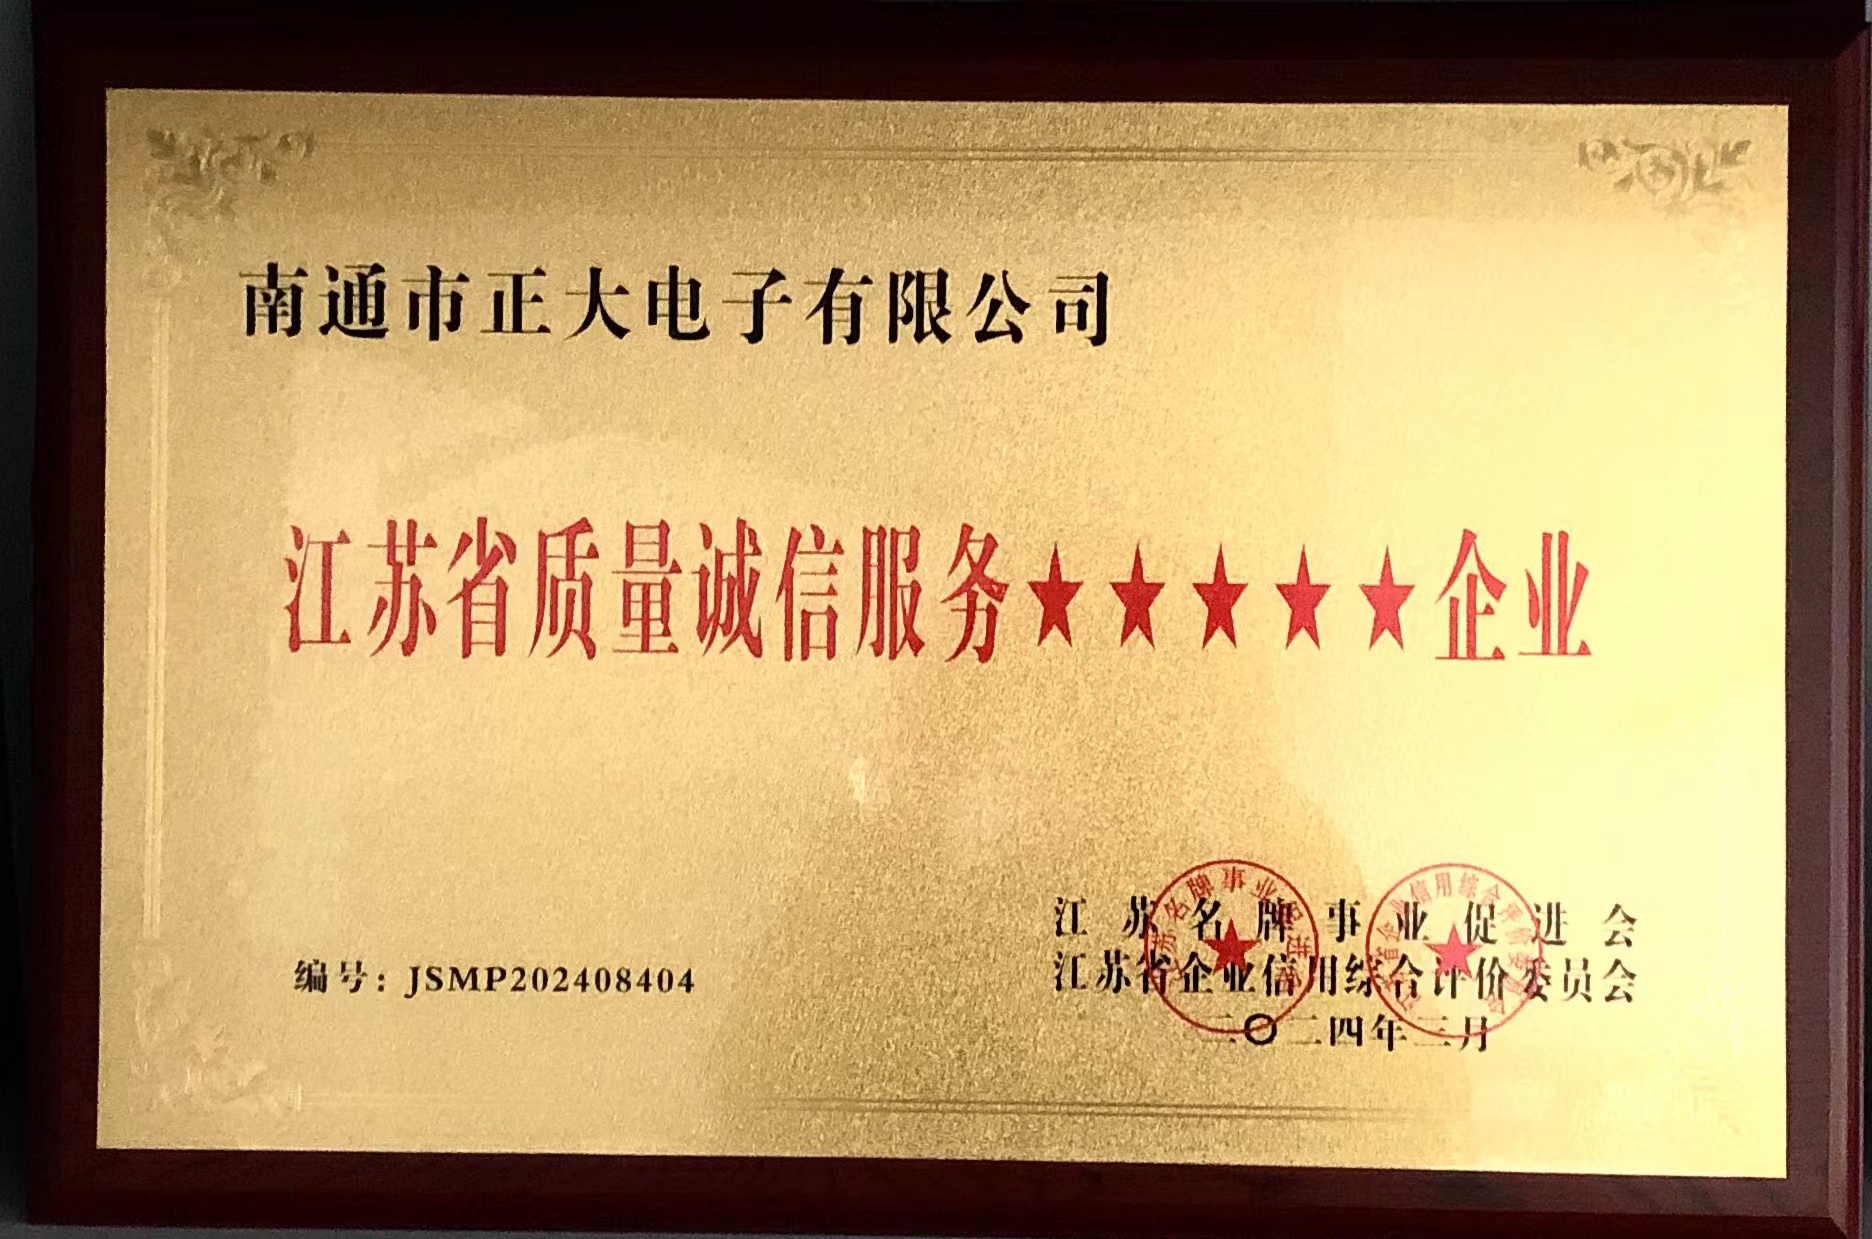 南通市正大电子有限公司
江苏省质量诚信服务★★★★★企业
江苏名牌事业促进会
编号：JSMP202408404
江苏省企业信用综合评价委员会
二〇二四年三月